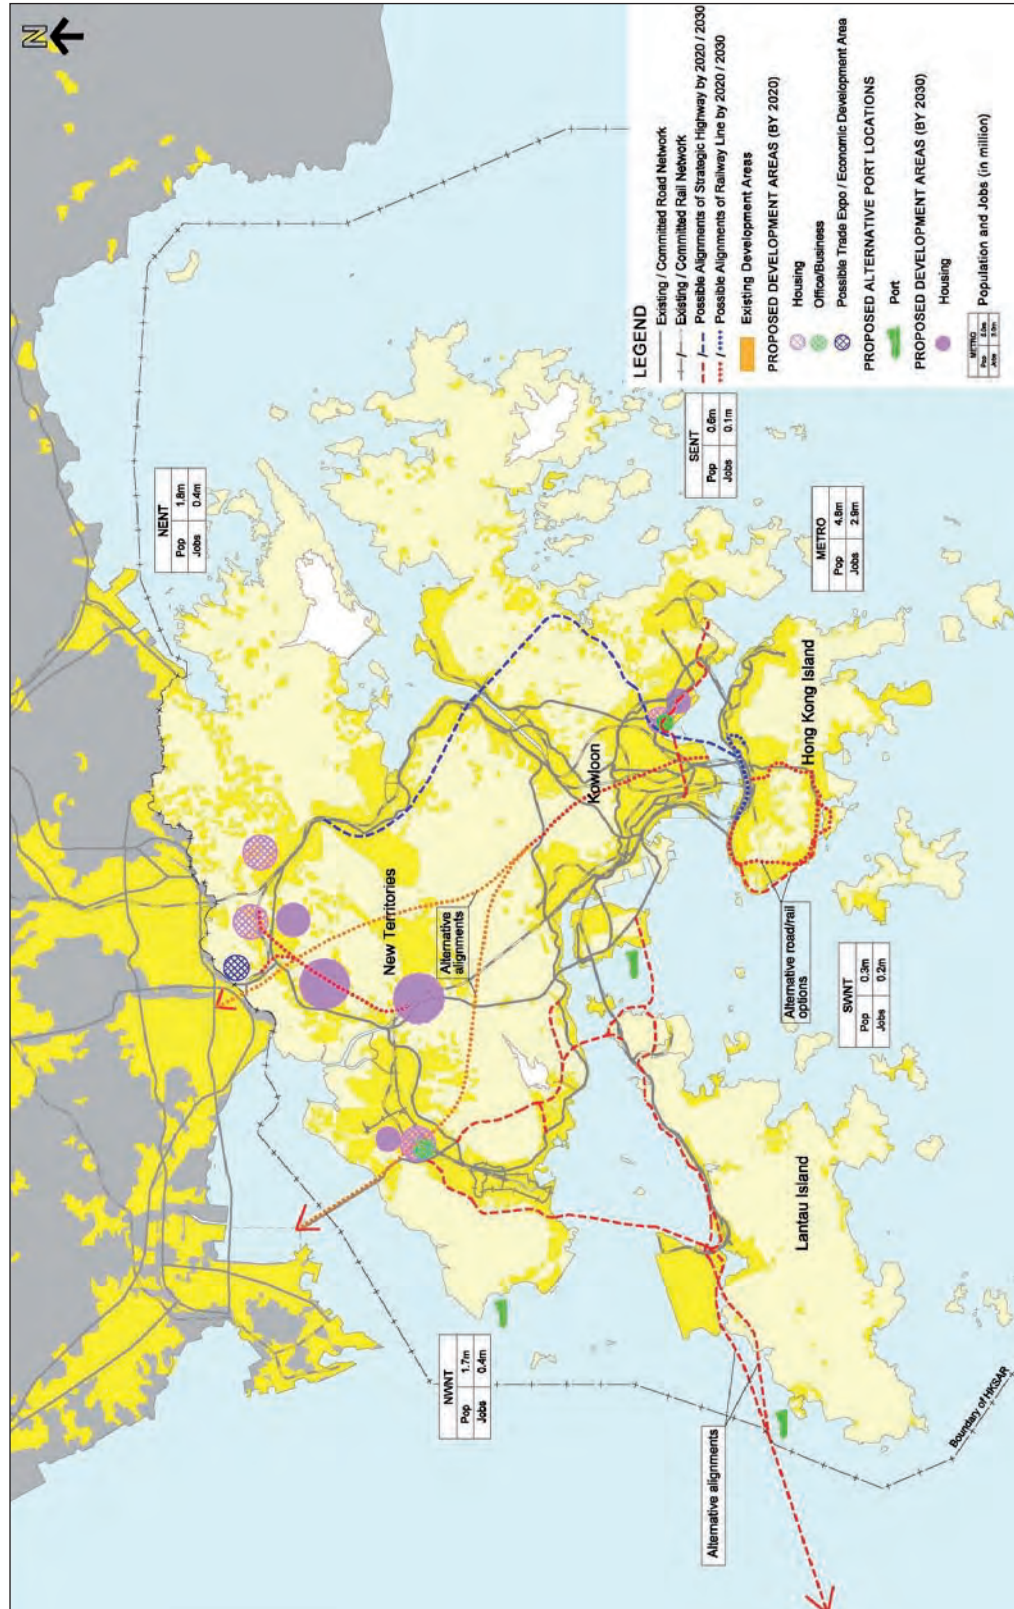 N
NENT
Pop 1.8m
Jobs 0.4m
NWNT
Pop 1.7m
Jobs 0.4m
New Territories
Alternative
alignments
Kowloon
SENT
Pop 0.6m
Jobs 0.1m
METRO
Pop 4.8m
Jobs 2.9m
Hong Kong Island
Alternative road/rail
options
SWNT
Pop 0.3m
Jobs 0.2m
Lantau Island
Alternative alignments
Boundary of HKSAR
LEGEND
Existing / Committed Road Network
Existing / Committed Rail Network
Possible Alignments of Strategic Highway by 2020 / 2030
Possible Alignments of Railway Line by 2020 / 2030
Existing Development Areas
PROPOSED DEVELOPMENT AREAS (BY 2020)
Housing
Office/Business
Possible Trade Expo / Economic Development Area
PROPOSED ALTERNATIVE PORT LOCATIONS
Port
PROPOSED DEVELOPMENT AREAS (BY 2030)
Housing
METRO
Pop
Jobs
Population and Jobs (in million)